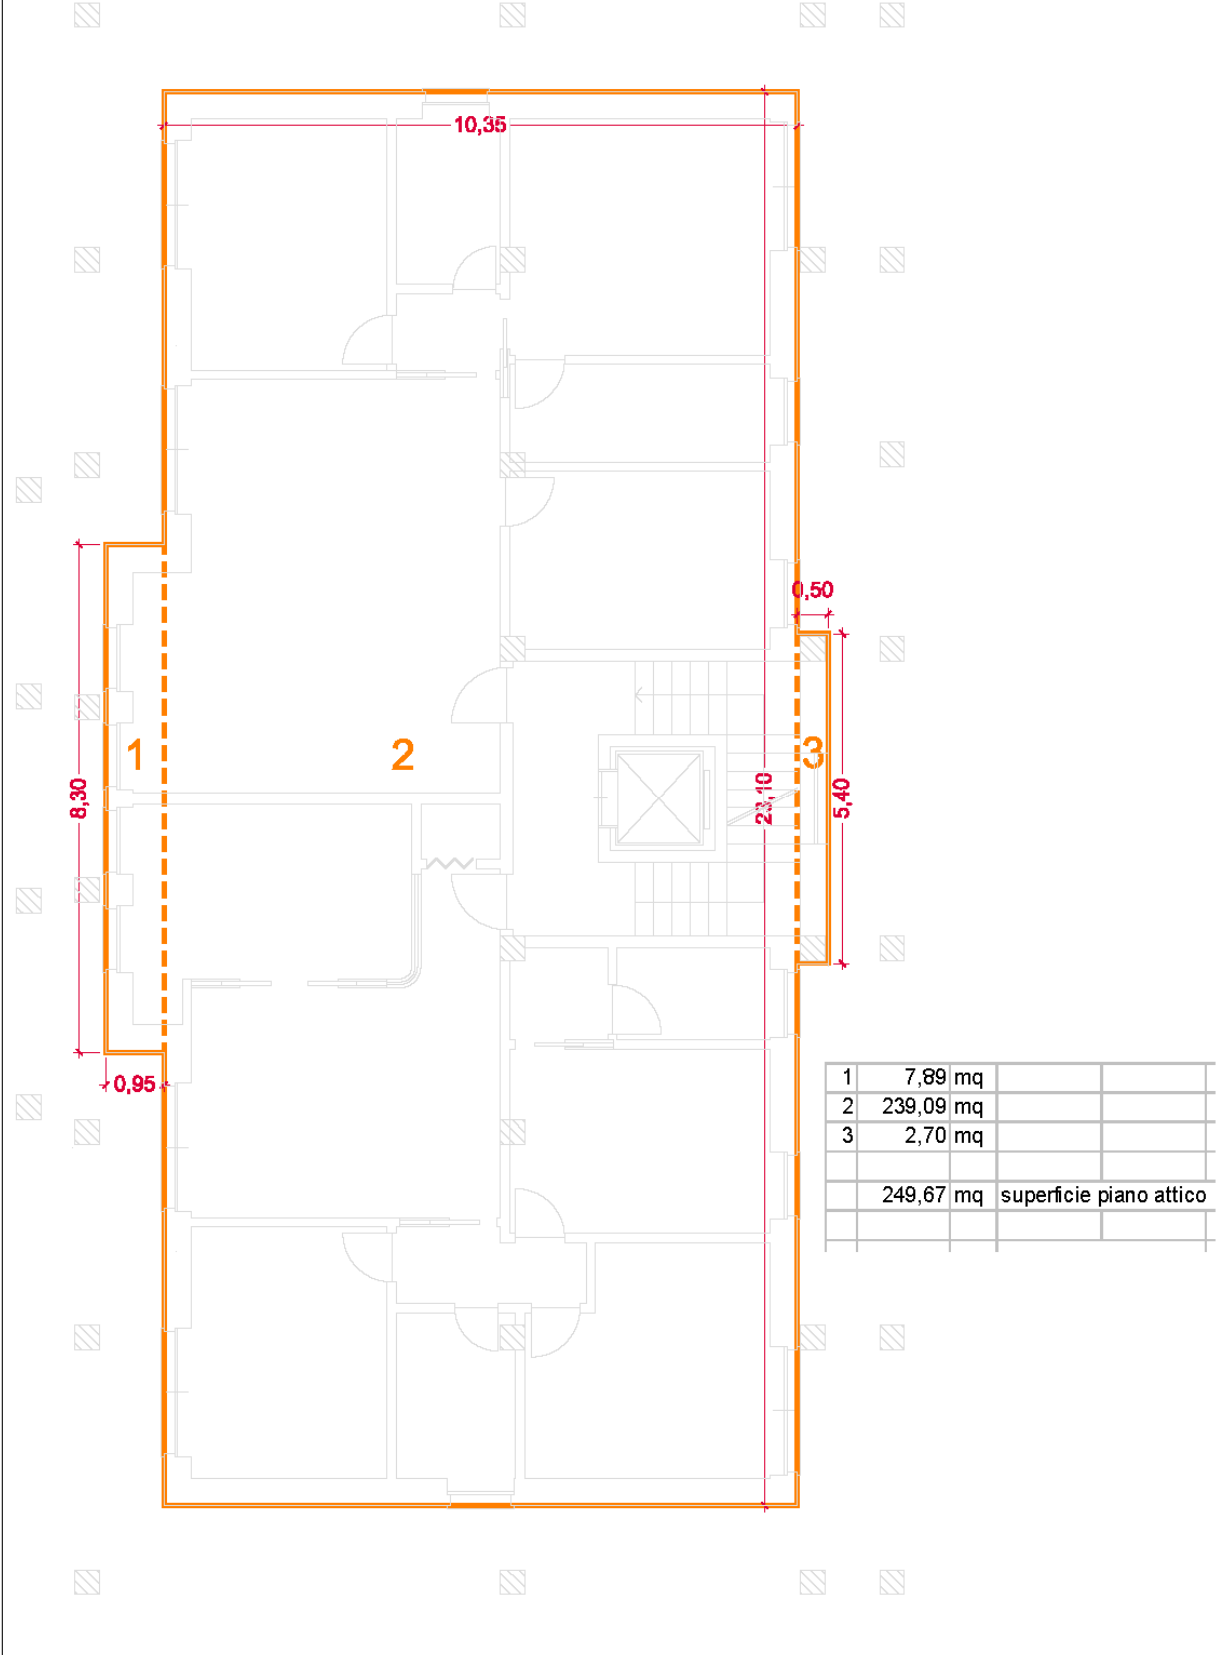 10,35
0,50
1
2
3
8,30
23,10
5,40
0,95
1 7,89 mq
2 239,09 mq
3 2,70 mq
249,67 mq superficie piano attico